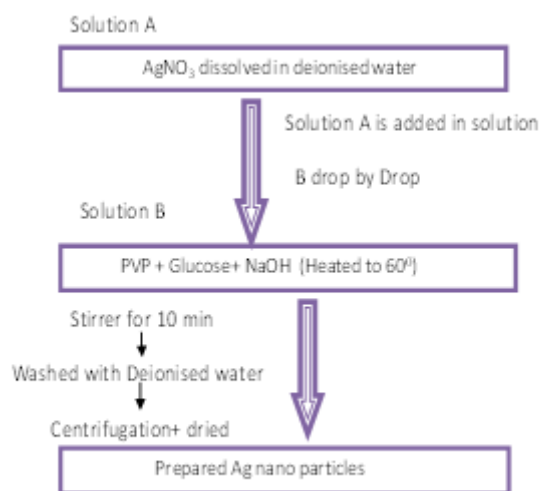 Solution A
AgNO₃ dissolved in deionised water
Solution A is added in solution
B drop by Drop
Solution B
PVP + Glucose+ NaOH (Heated to 60⁰)
Stirrer for 10 min
Washed with Deionised water
Centrifugation+ dried
Prepared Ag nano particles